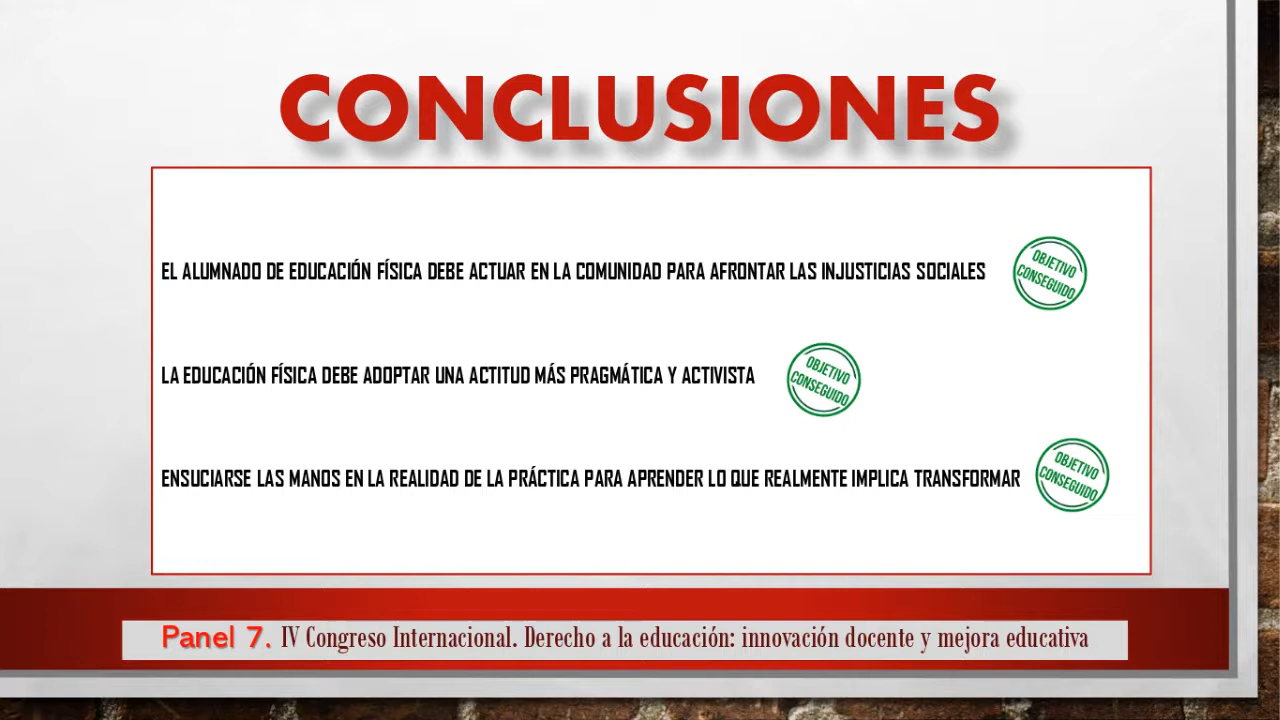 CONCLUSIONES
EL ALUMNADO DE EDUCACIÓN FÍSICA DEBE ACTUAR EN LA COMUNIDAD PARA AFRONTAR LAS INJUSTICIAS SOCIALES
OBJETIVO
CONSEGUIDO
LA EDUCACIÓN FÍSICA DEBE ADOPTAR UNA ACTITUD MÁS PRAGMÁTICA Y ACTIVISTA
OBJETIVO
CONSEGUIDO
ENSUCIARSE LAS MANOS EN LA REALIDAD DE LA PRÁCTICA PARA APRENDER LO QUE REALMENTE IMPLICA TRANSFORMAR
OBJETIVO
CONSEGUIDO
Panel 7. IV Congreso Internacional. Derecho a la educación: innovación docente y mejora educativa